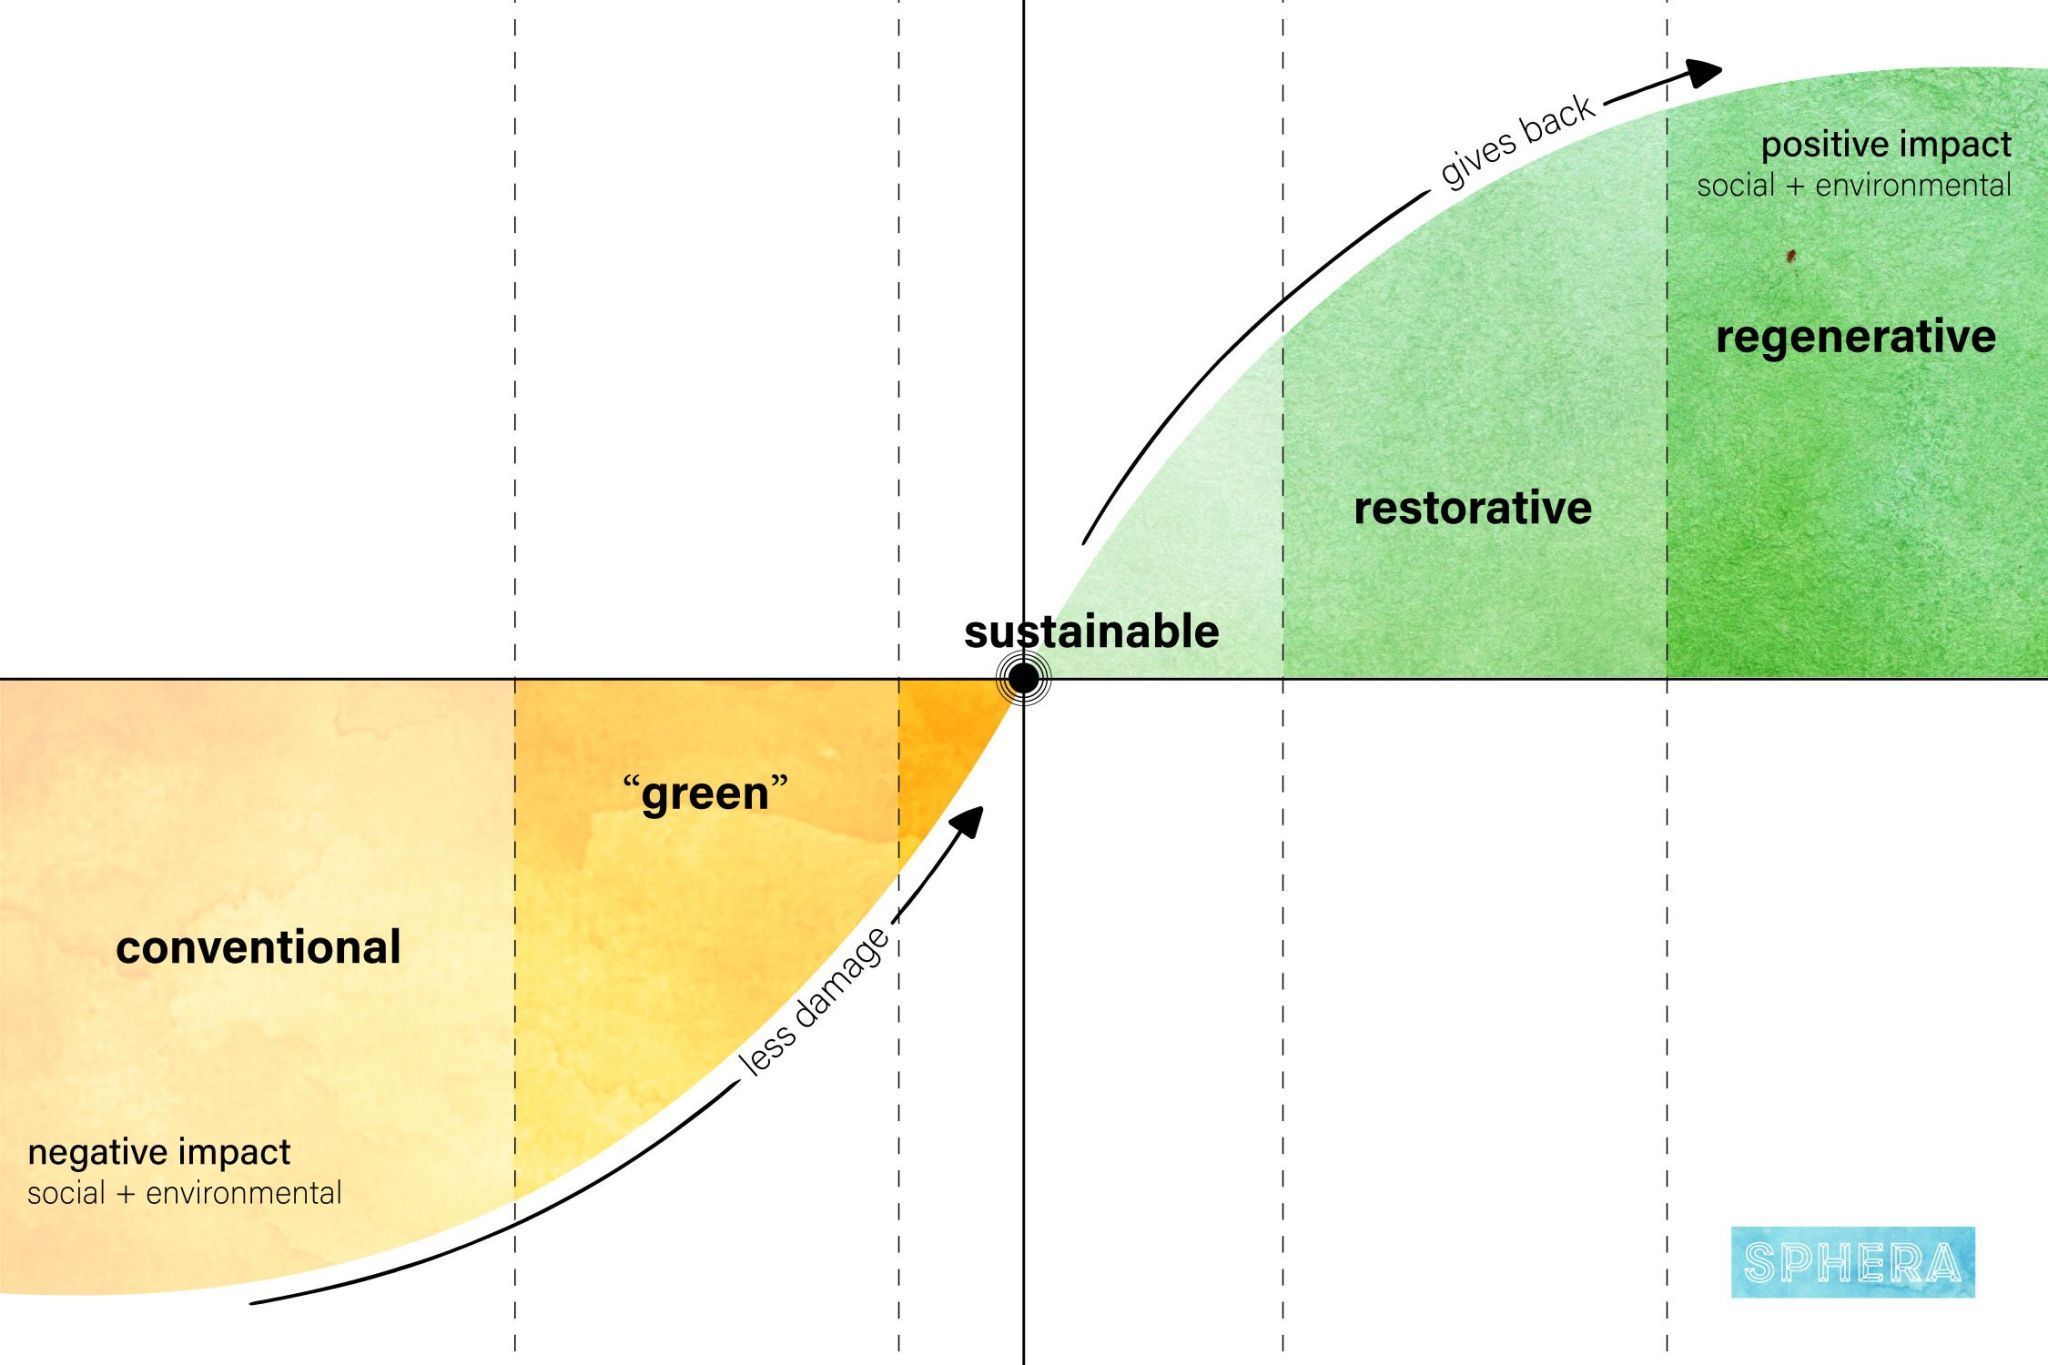 gives back
positive impact
social + environmental
regenerative
restorative
sustainable
“green”
conventional
less damage
negative impact
social + environmental
SPHERA